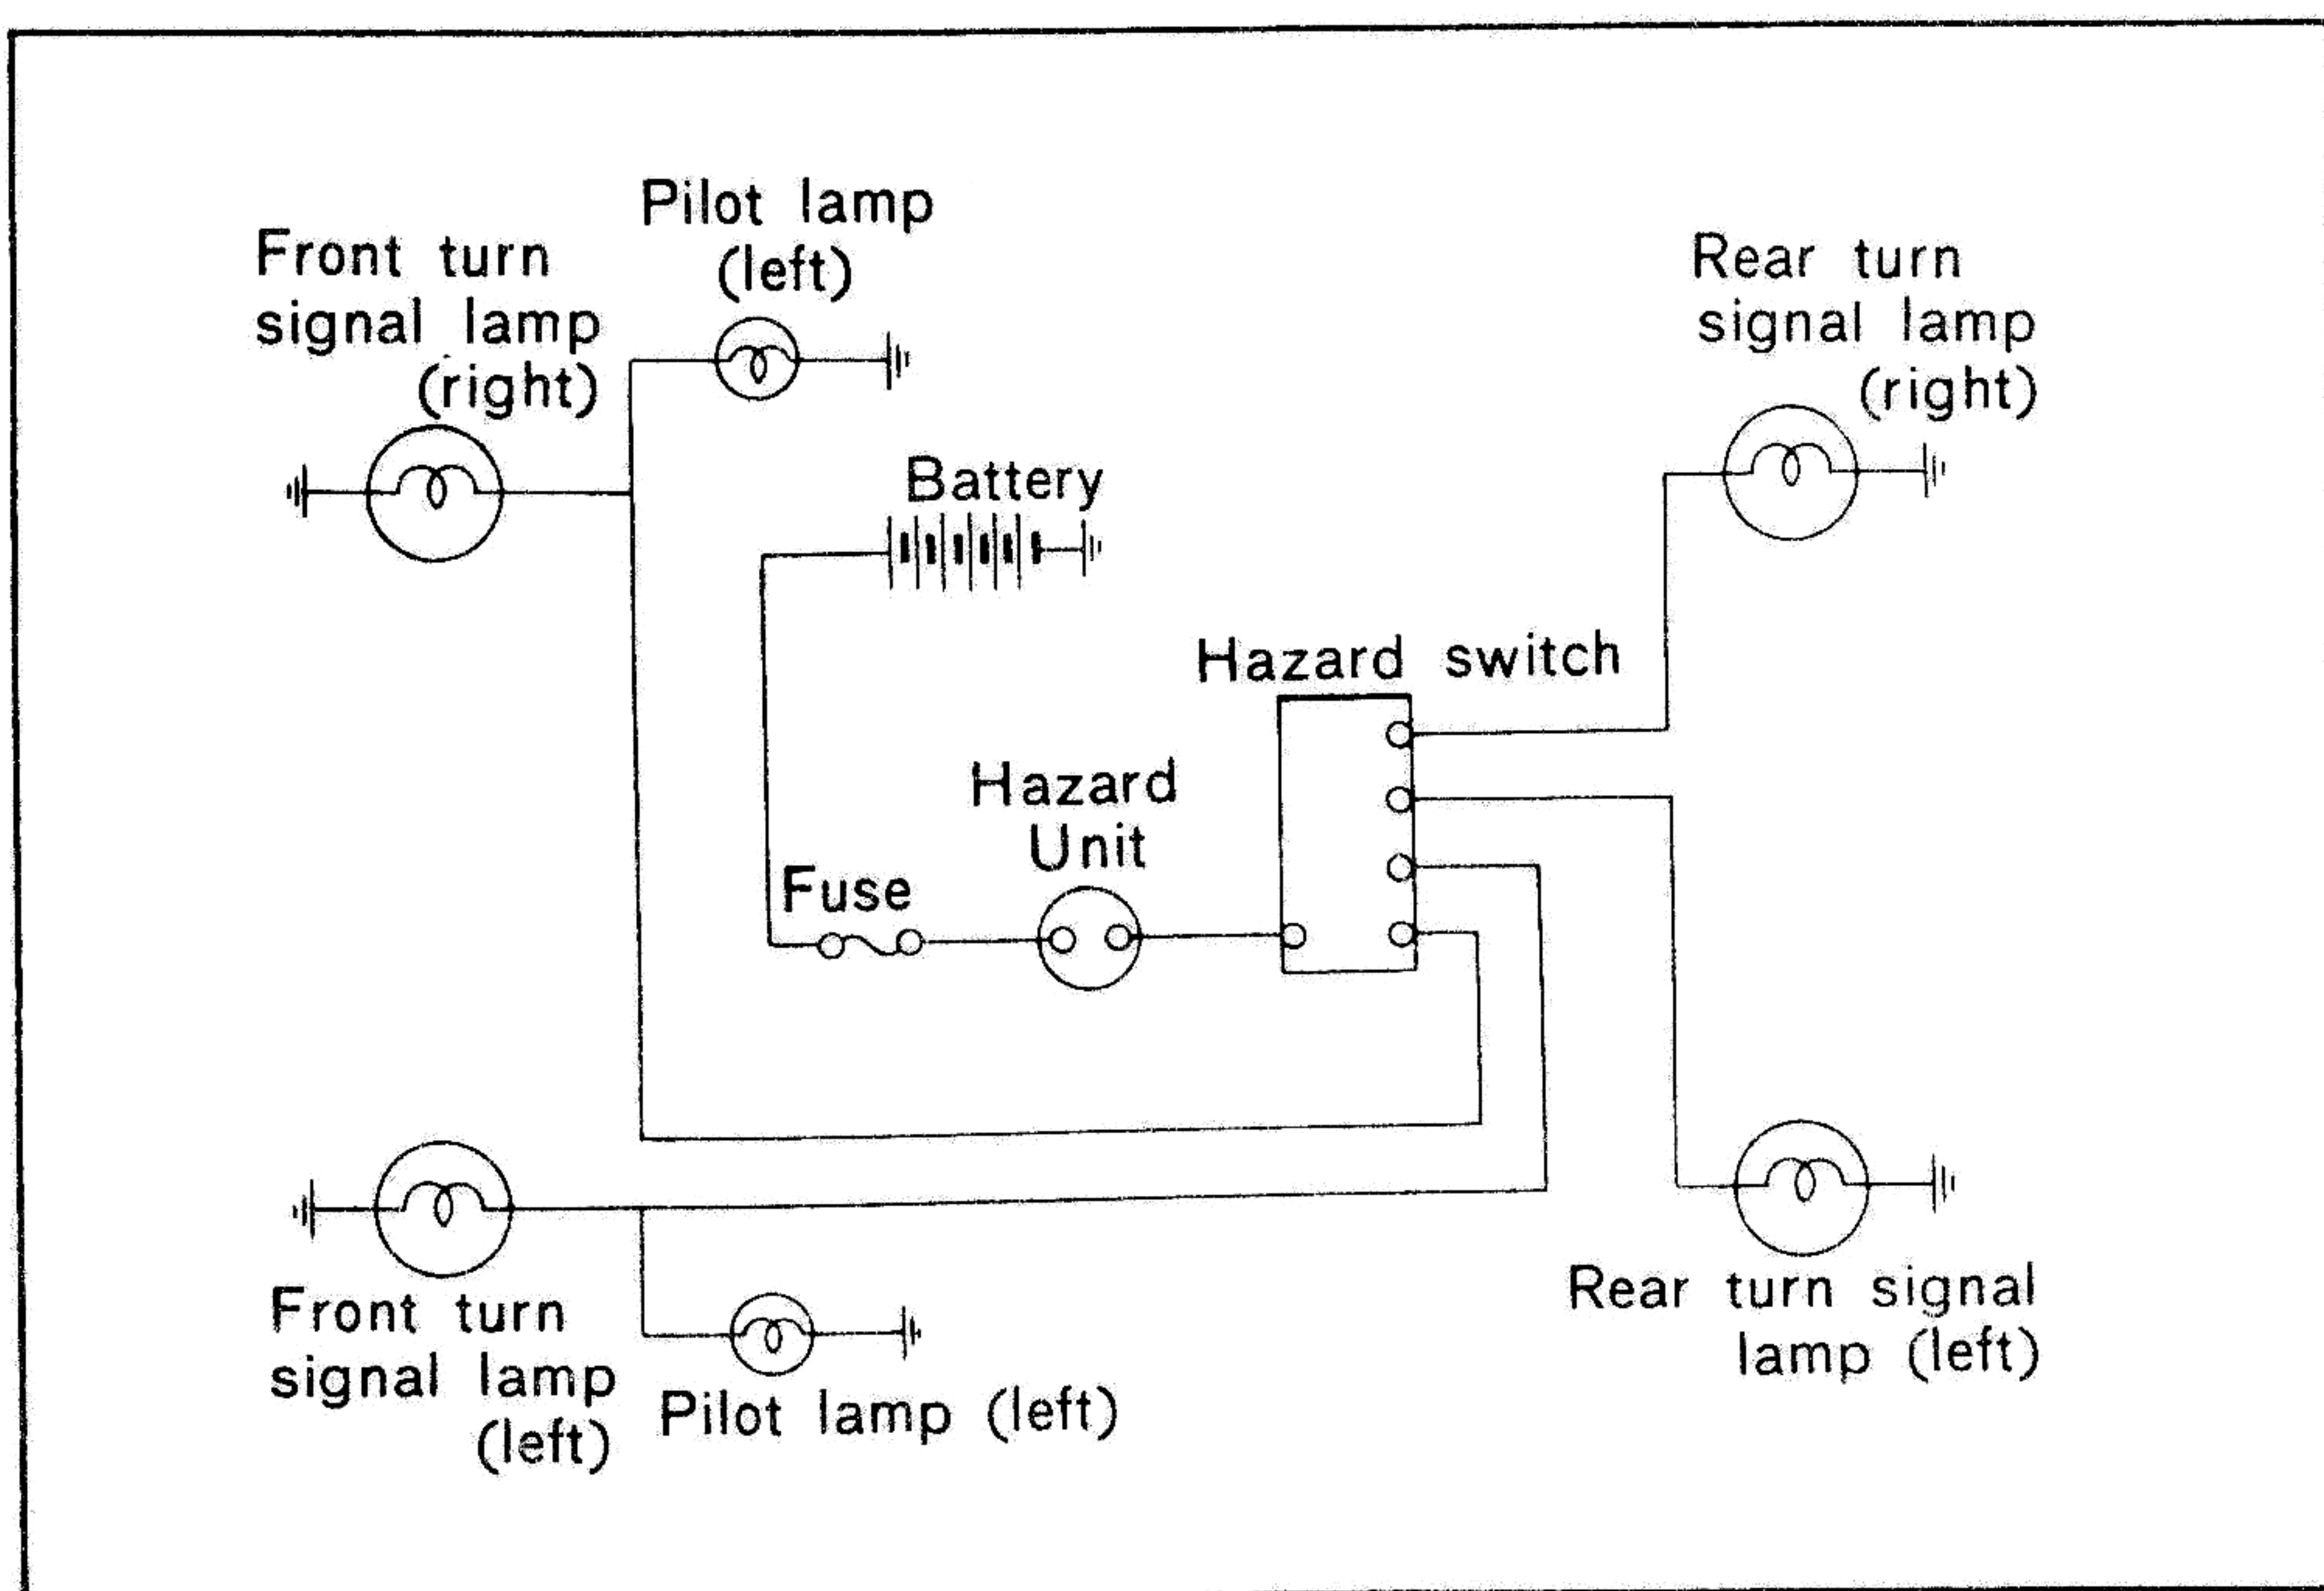 Pilot lamp
(left)
Front turn
signal lamp
(right)
Rear turn
signal lamp
(right)
Battery
Hazard switch
Hazard
Unit
Fuse
Front turn
signal lamp
(left)
Pilot lamp (left)
Rear turn signal
lamp (left)